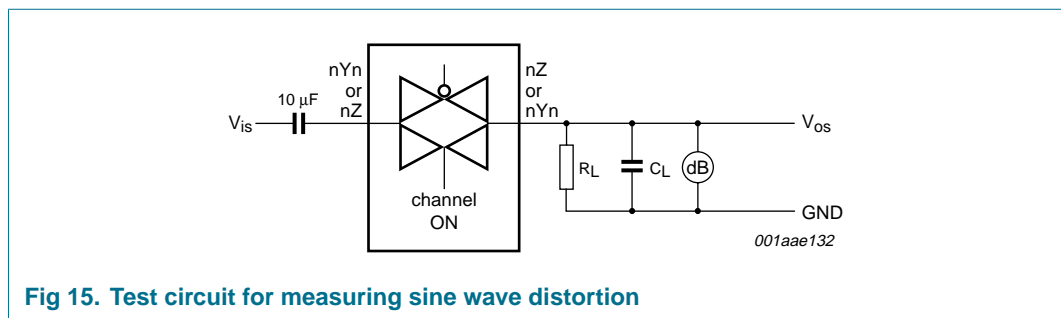 nYn
or
nZ
10 μF
Vis
channel
ON
nZ
or
nYn
RL
CL
dB
Vos
GND
001aae132
Fig 15. Test circuit for measuring sine wave distortion